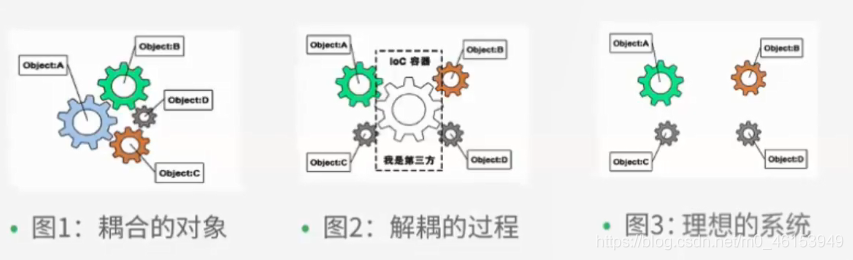 Object:A
Object:B
Object:D
Object:C
• 图1：耦合的对象
Object:A
Object:B
IoC 容器
Object:C
Object:D
我是第三方
• 图2：解耦的过程
Object:A
Object:B
Object:C
Object:D
• 图3：理想的系统
https://blog.csdn.net/m0_46153949